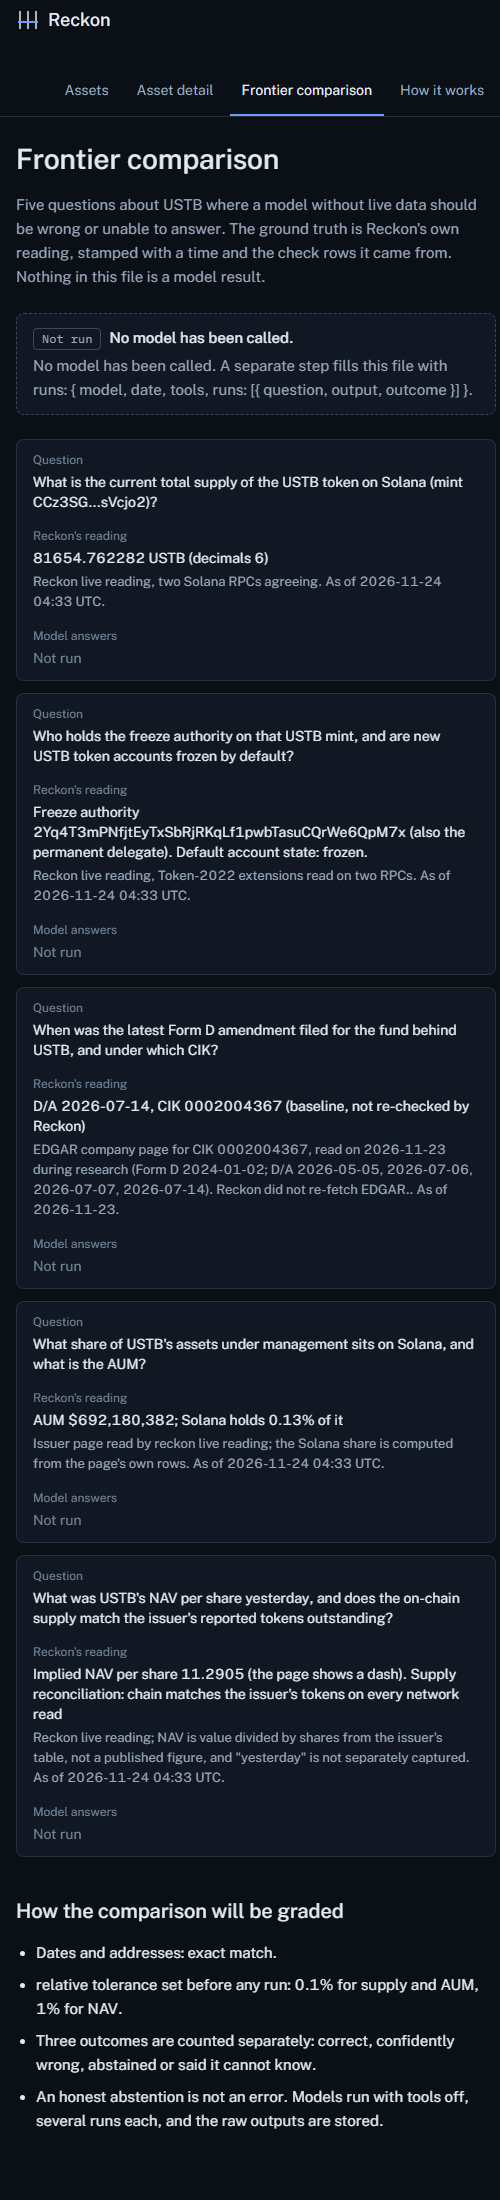 Reckon
Assets
Asset detail
Frontier comparison
How it works
Frontier comparison
Five questions about USTB where a model without live data should
be wrong or unable to answer. The ground truth is Reckon's own
reading, stamped with a time and the check rows it came from.
Nothing in this file is a model result.
Not run No model has been called.
No model has been called. A separate step fills this file with
runs: { model, date, tools, runs: [{ question, output, outcome }] }.
Question
What is the current total supply of the USTB token on Solana (mint
CCz3SG...sVcjo2)?
Reckon's reading
81654.762282 USTB (decimals 6)
Reckon live reading, two Solana RPCs agreeing. As of 2026-11-24
04:33 UTC.
Model answers
Not run
Question
Who holds the freeze authority on that USTB mint, and are new
USTB token accounts frozen by default?
Reckon's reading
Freeze authority
2Yq4T3mPNfjtEyTxSbRjRKqLf1pwbTasuCQrWe6QpM7x (also the
permanent delegate). Default account state: frozen.
Reckon live reading, Token-2022 extensions read on two RPCs. As of
2026-11-24 04:33 UTC.
Model answers
Not run
Question
When was the latest Form D amendment filed for the fund behind
USTB, and under which CIK?
Reckon's reading
D/A 2026-07-14, CIK 0002004367 (baseline, not re-checked by
Reckon)
EDGAR company page for CIK 0002004367, read on 2026-11-23
during research (Form D 2024-01-02; D/A 2026-05-05, 2026-07-06,
2026-07-07, 2026-07-14). Reckon did not re-fetch EDGAR.. As of
2026-11-23.
Model answers
Not run
Question
What share of USTB's assets under management sits on Solana, and
what is the AUM?
Reckon's reading
AUM $692,180,382; Solana holds 0.13% of it
Issuer page read by reckon live reading; the Solana share is computed
from the page's own rows. As of 2026-11-24 04:33 UTC.
Model answers
Not run
Question
What was USTB's NAV per share yesterday, and does the on-chain
supply match the issuer's reported tokens outstanding?
Reckon's reading
Implied NAV per share 11.2905 (the page shows a dash). Supply
reconciliation: chain matches the issuer's tokens on every network
read
Reckon live reading; NAV is value divided by shares from the issuer's
table, not a published figure, and "yesterday" is not separately captured.
As of 2026-11-24 04:33 UTC.
Model answers
Not run
How the comparison will be graded
• Dates and addresses: exact match.
• relative tolerance set before any run: 0.1% for supply and AUM,
1% for NAV.
• Three outcomes are counted separately: correct, confidently
wrong, abstained or said it cannot know.
• An honest abstention is not an error. Models run with tools off,
several runs each, and the raw outputs are stored.